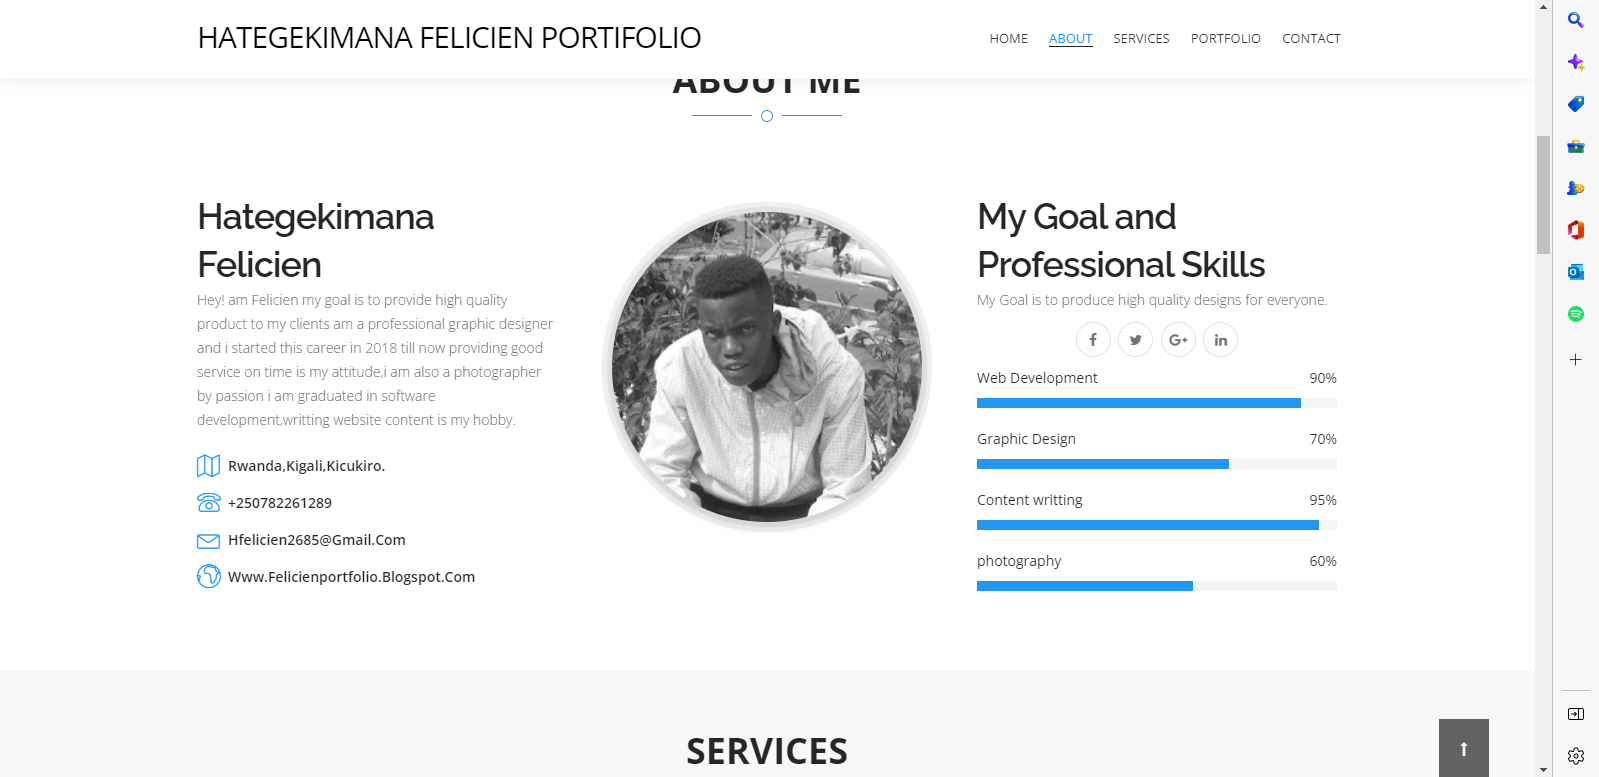 HATEGEKIMANA FELICIEN PORTIFOLIO
HOME
ABOUT
SERVICES
PORTFOLIO
CONTACT
ABOUT ME
Hategekimana
Felicien
Hey! am Felicien my goal is to provide high quality
product to my clients am a professional graphic designer
and i started this career in 2018 till now providing good
service on time is my attitude,i am also a photographer
by passion i am graduated in software
development,writting website content is my hobby.
Rwanda,Kigali,Kicukiro.
+250782261289
Hfelicien2685@Gmail.Com
Www.Felicienportfolio.Blogspot.Com
My Goal and
Professional Skills
My Goal is to produce high quality designs for everyone.
Web Development 90%
Graphic Design 70%
Content writting 95%
photography 60%
SERVICES